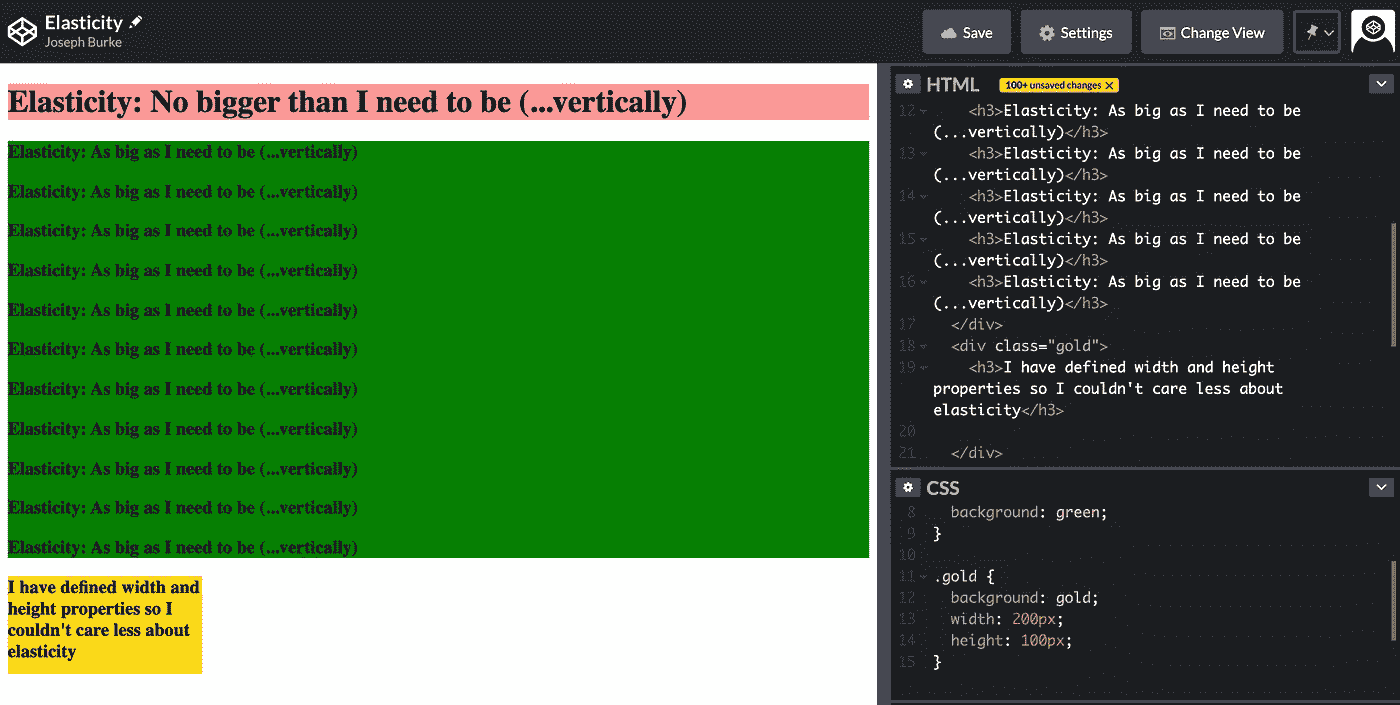 Elasticity
Joseph Burke
Save
Settings
Change View
Elasticity: No bigger than I need to be (...vertically)
Elasticity: As big as I need to be (...vertically)
Elasticity: As big as I need to be (...vertically)
Elasticity: As big as I need to be (...vertically)
Elasticity: As big as I need to be (...vertically)
Elasticity: As big as I need to be (...vertically)
Elasticity: As big as I need to be (...vertically)
Elasticity: As big as I need to be (...vertically)
Elasticity: As big as I need to be (...vertically)
Elasticity: As big as I need to be (...vertically)
Elasticity: As big as I need to be (...vertically)
Elasticity: As big as I need to be (...vertically)
I have defined width and
height properties so I
couldn't care less about
elasticity
HTML 100+ unsaved changes X
12 <h3>Elasticity: As big as I need to be
(...vertically)</h3>
13 <h3>Elasticity: As big as I need to be
(...vertically)</h3>
14 <h3>Elasticity: As big as I need to be
(...vertically)</h3>
15 <h3>Elasticity: As big as I need to be
(...vertically)</h3>
16 <h3>Elasticity: As big as I need to be
(...vertically)</h3>
17 </div>
18 <div class="gold">
19 <h3>I have defined width and height
properties so I couldn't care less about
elasticity</h3>
20
21 </div>
CSS
8 background: green;
9 }
10
11 .gold {
12 background: gold;
13 width: 200px;
14 height: 100px;
15 }